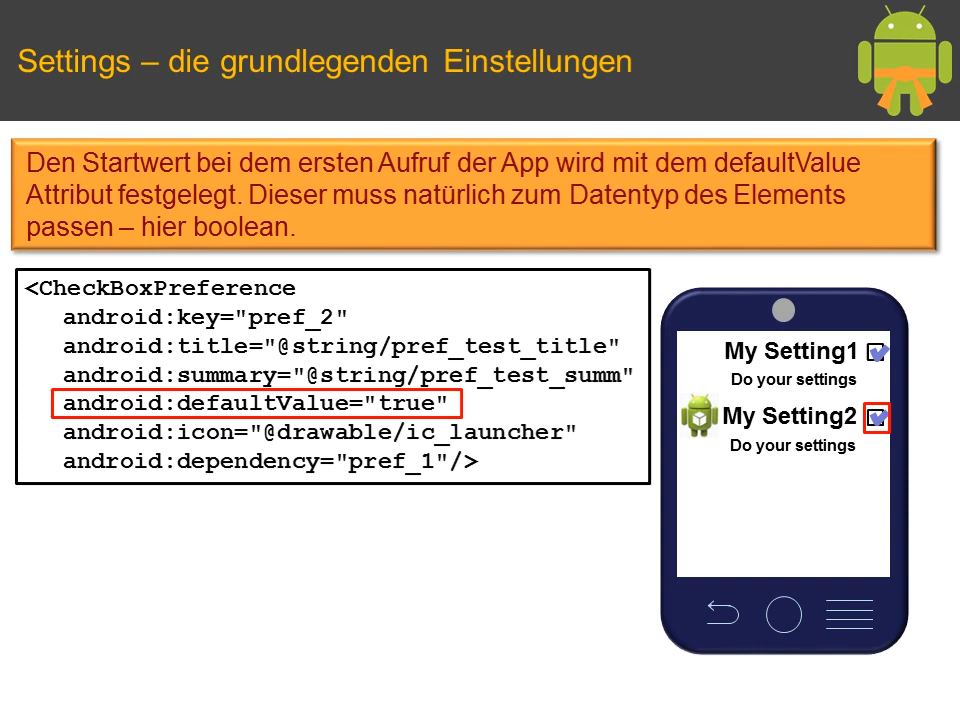 Settings – die grundlegenden Einstellungen
Den Startwert bei dem ersten Aufruf der App wird mit dem defaultValue
Attribut festgelegt. Dieser muss natürlich zum Datentyp des Elements
passen – hier boolean.
<CheckBoxPreference
android:key="pref_2"
android:title="@string/pref_test_title"
android:summary="@string/pref_test_summ"
android:defaultValue="true"
android:icon="@drawable/ic_launcher"
android:dependency="pref_1"/>
My Setting1
Do your settings
My Setting2
Do your settings